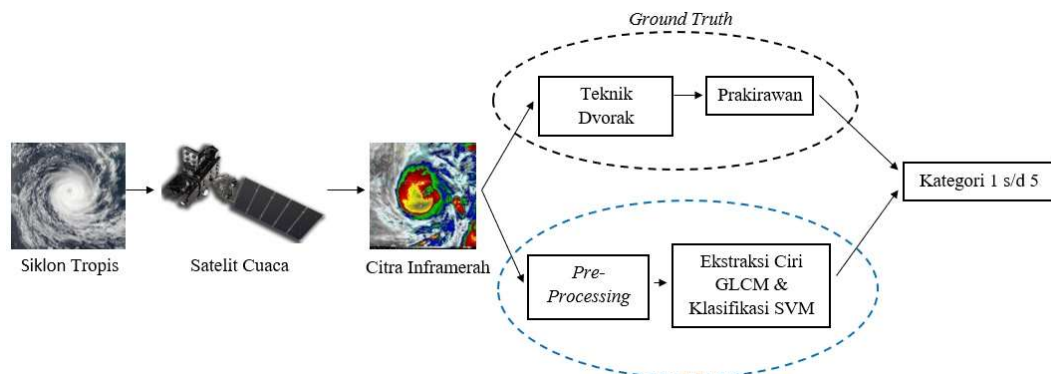 Ground Truth
Teknik
Dvorak
Prakirawan
Siklon Tropis
Satelit Cuaca
Citra Inframerah
Pre-
Processing
Ekstraksi Ciri
GLCM &
Klasifikasi SVM
Kategori 1 s/d 5